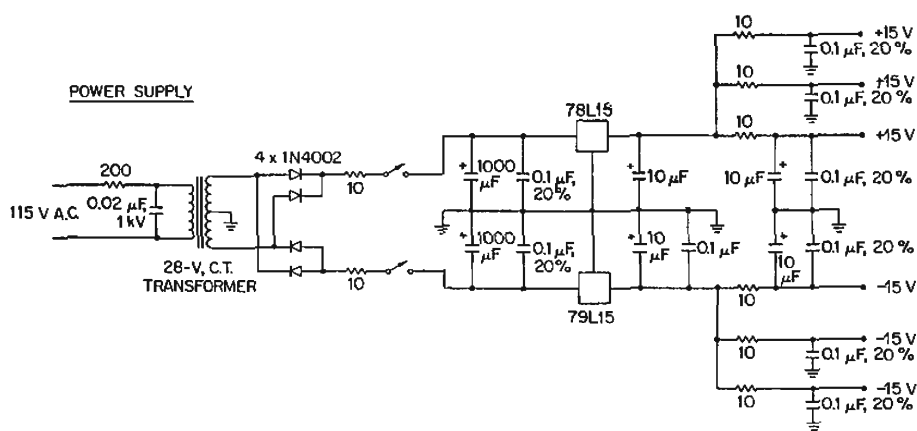 POWER SUPPLY
115 V A.C.
200
0.02 µF,
1 kV
28-V, C.T.
TRANSFORMER
4 x 1N4002
10
10
1000
µF
0.1 µF,
20%
+
1000
µF
0.1 µF,
20%
+
78L15
79L15
+
10 µF
+
10
µF
0.1 µF
10
+15 V
0.1 µF, 20%
10
+15 V
0.1 µF, 20%
10
+15 V
10 µF
+
0.1 µF, 20%
+
10
µF
0.1 µF, 20%
10
-15 V
10
-15 V
0.1 µF, 20%
10
-15 V
0.1 µF, 20%